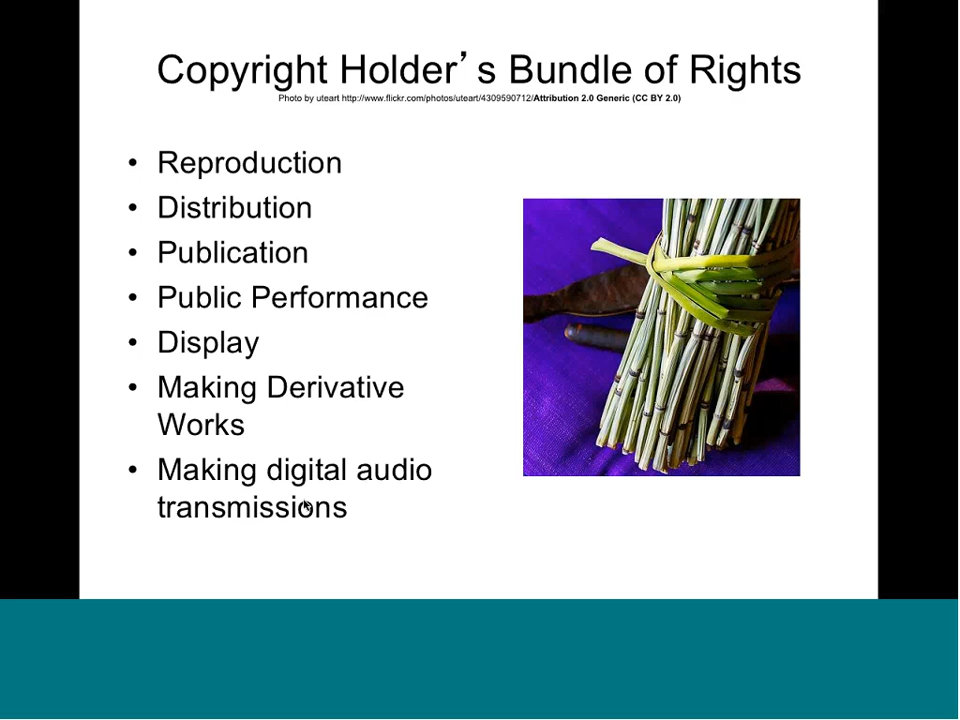 Copyright Holder’s Bundle of Rights
Photo by uteart http://www.flickr.com/photos/uteart/4309590712/Attribution 2.0 Generic (CC BY 2.0)
• Reproduction
• Distribution
• Publication
• Public Performance
• Display
• Making Derivative
Works
• Making digital audio
transmissions